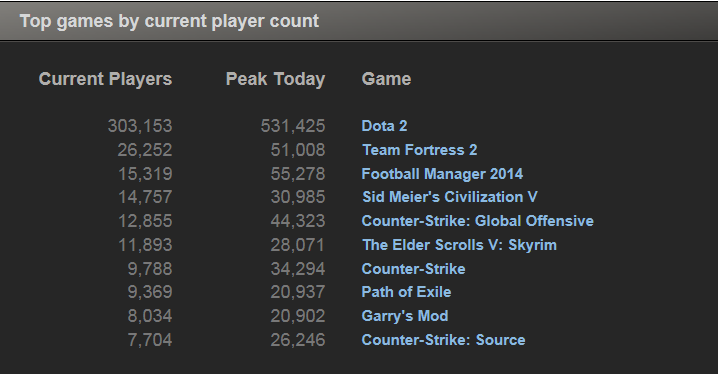 Top games by current player count
Current Players Peak Today Game
303,153 531,425 Dota 2
26,252 51,008 Team Fortress 2
15,319 55,278 Football Manager 2014
14,757 30,985 Sid Meier's Civilization V
12,855 44,323 Counter-Strike: Global Offensive
11,893 28,071 The Elder Scrolls V: Skyrim
9,788 34,294 Counter-Strike
9,369 20,937 Path of Exile
8,034 20,902 Garry's Mod
7,704 26,246 Counter-Strike: Source